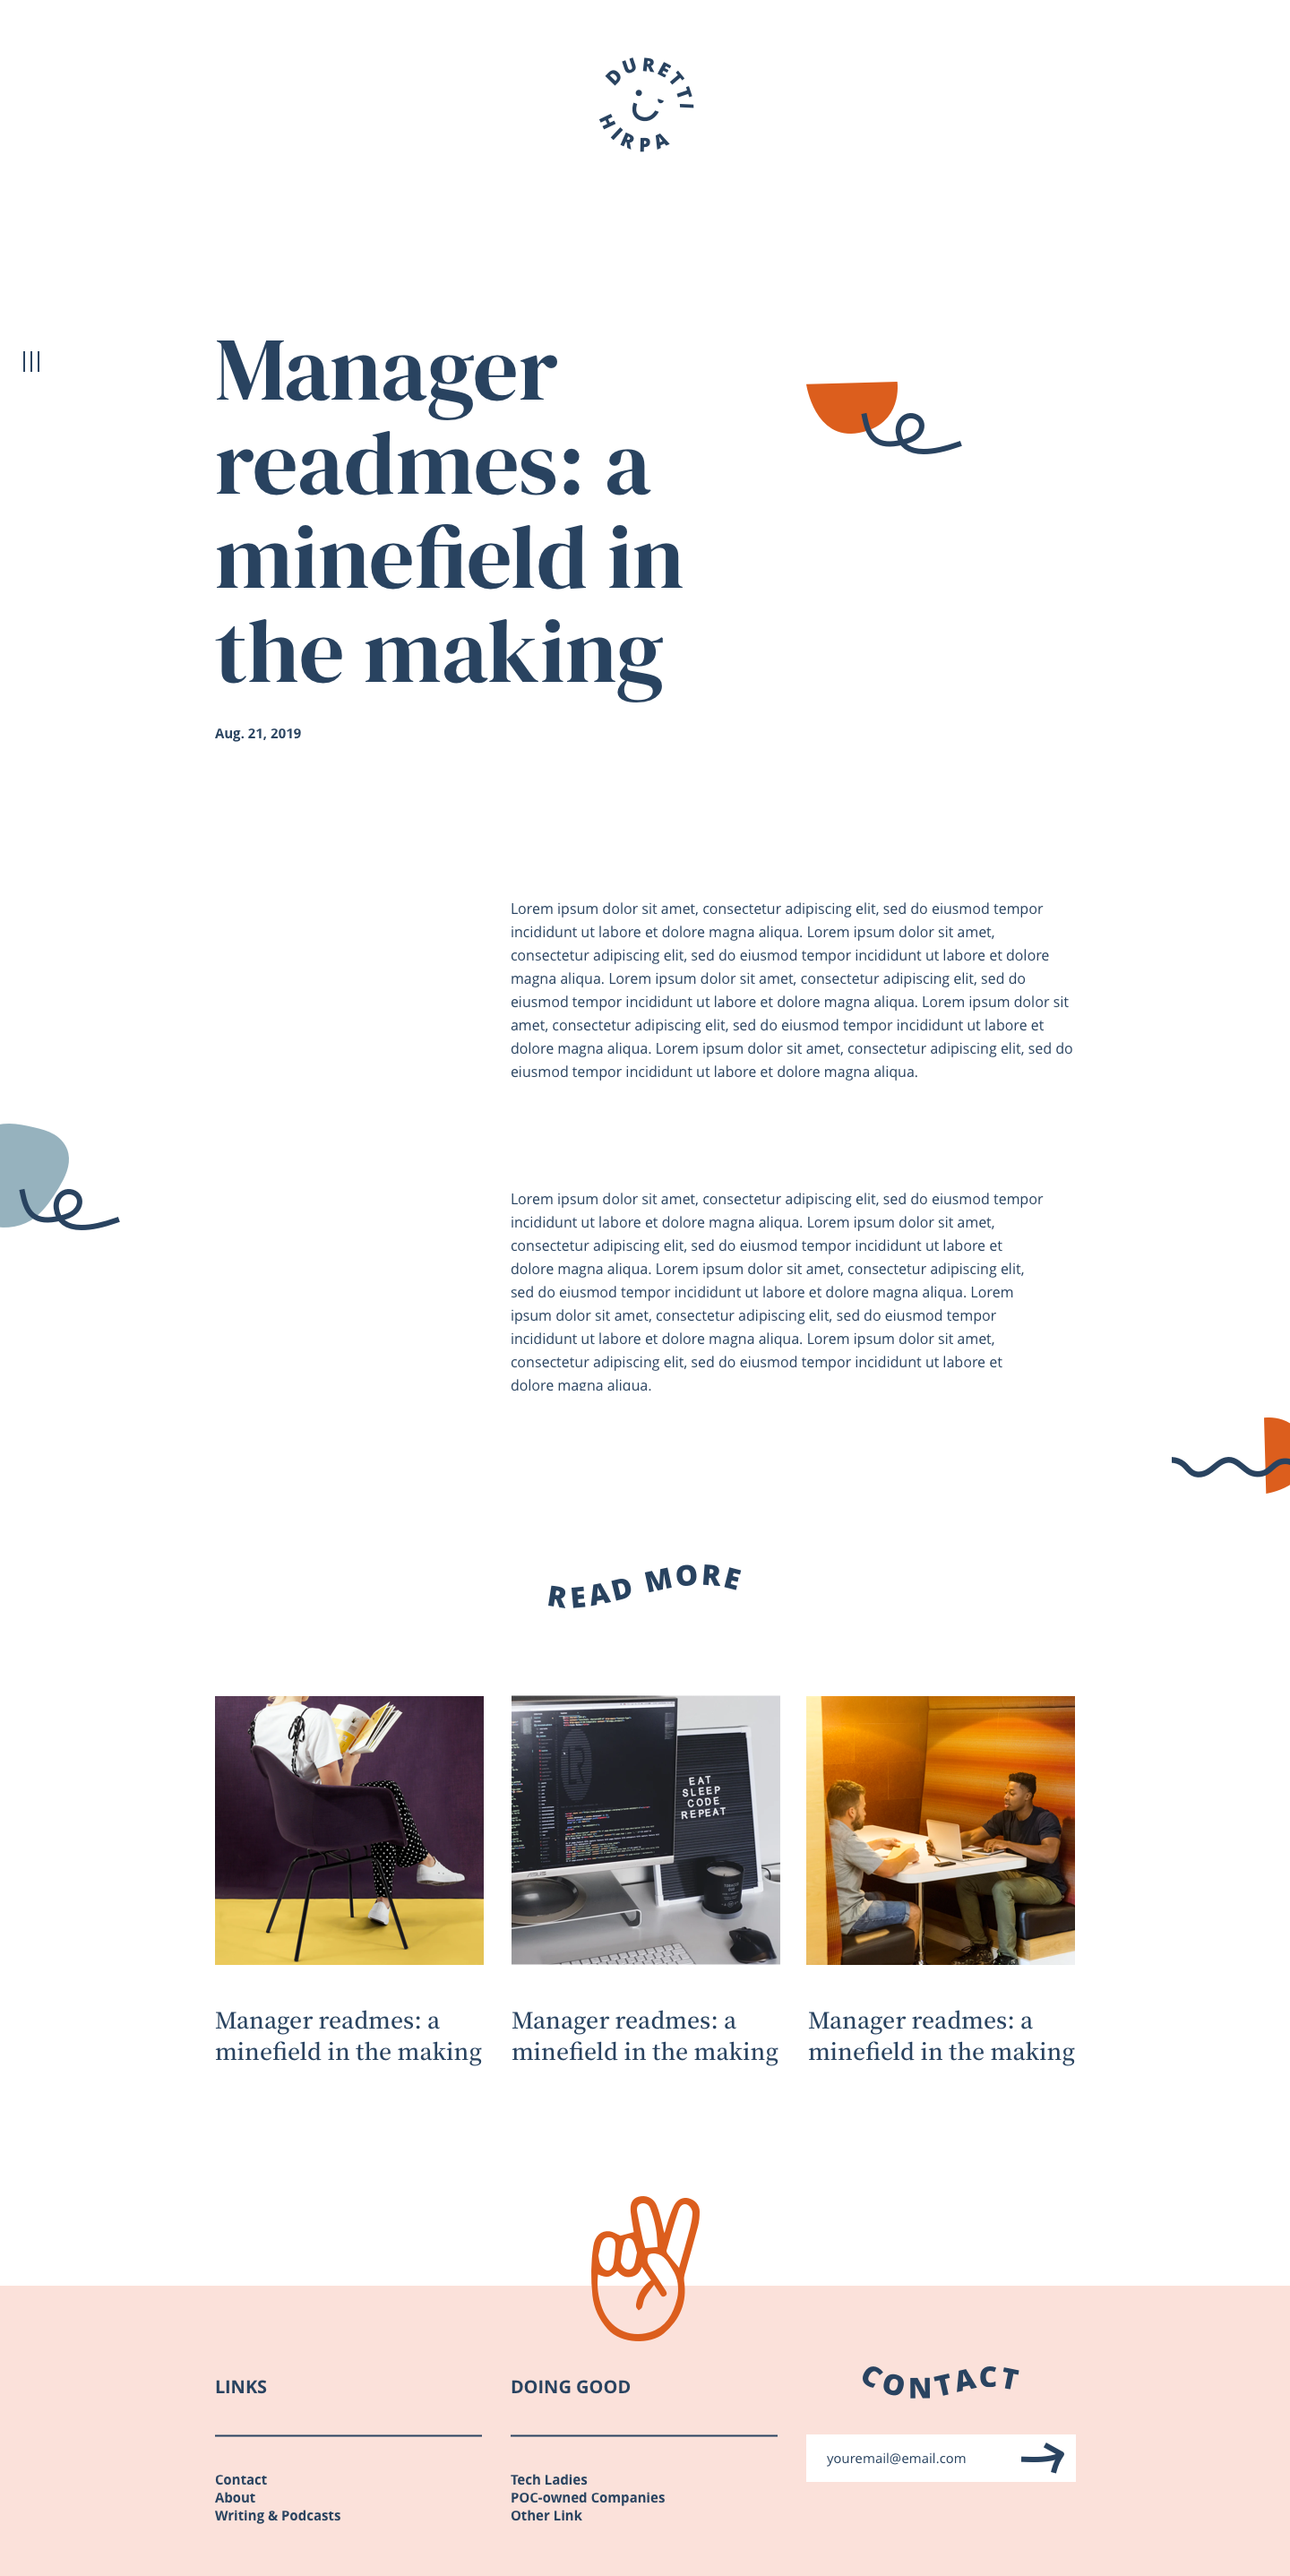 DURETTI
HIRPA
Manager
readmes: a
minefield in
the making
Aug. 21, 2019
Lorem ipsum dolor sit amet, consectetur adipiscing elit, sed do eiusmod tempor
incididunt ut labore et dolore magna aliqua. Lorem ipsum dolor sit amet,
consectetur adipiscing elit, sed do eiusmod tempor incididunt ut labore et dolore
magna aliqua. Lorem ipsum dolor sit amet, consectetur adipiscing elit, sed do
eiusmod tempor incididunt ut labore et dolore magna aliqua. Lorem ipsum dolor sit
amet, consectetur adipiscing elit, sed do eiusmod tempor incididunt ut labore et
dolore magna aliqua. Lorem ipsum dolor sit amet, consectetur adipiscing elit, sed do
eiusmod tempor incididunt ut labore et dolore magna aliqua.
Lorem ipsum dolor sit amet, consectetur adipiscing elit, sed do eiusmod tempor
incididunt ut labore et dolore magna aliqua. Lorem ipsum dolor sit amet,
consectetur adipiscing elit, sed do eiusmod tempor incididunt ut labore et
dolore magna aliqua. Lorem ipsum dolor sit amet, consectetur adipiscing elit,
sed do eiusmod tempor incididunt ut labore et dolore magna aliqua. Lorem
ipsum dolor sit amet, consectetur adipiscing elit, sed do eiusmod tempor
incididunt ut labore et dolore magna aliqua. Lorem ipsum dolor sit amet,
consectetur adipiscing elit, sed do eiusmod tempor incididunt ut labore et
dolore magna aliqua.
READ MORE
EAT
SLEEP
CODE
REPEAT
Manager readmes: a
minefield in the making
Manager readmes: a
minefield in the making
Manager readmes: a
minefield in the making
LINKS
Contact
About
Writing & Podcasts
DOING GOOD
Tech Ladies
POC-owned Companies
Other Link
CONTACT
youremail@email.com